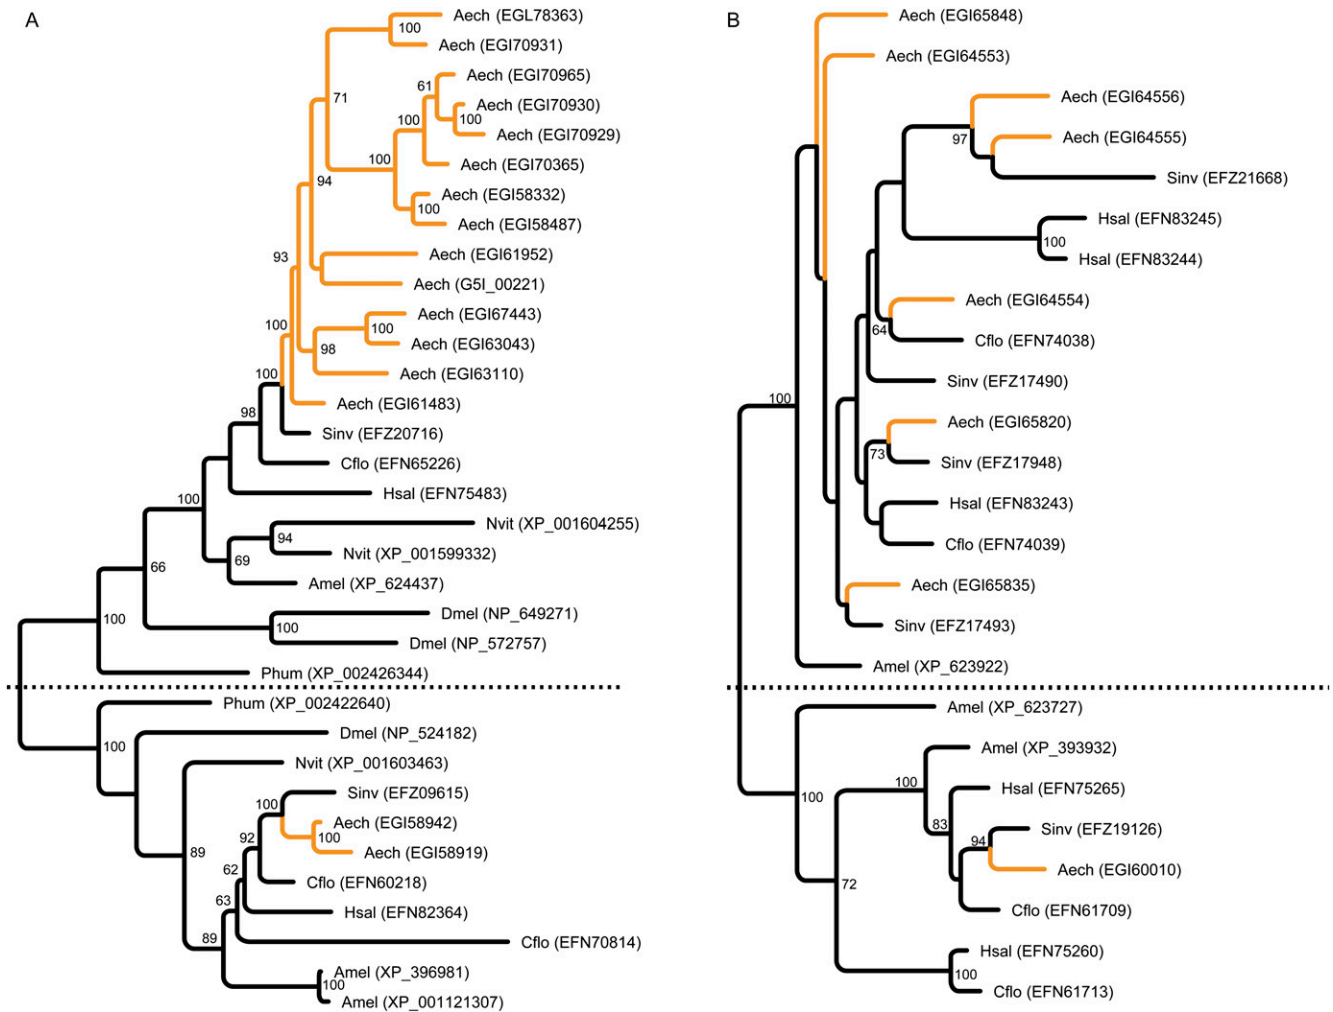 A
Aech (EGL78363)
100
Aech (EGI70931)
Aech (EGI70965)
61
Aech (EGI70930)
100
Aech (EGI70929)
100
Aech (EGI70365)
100
Aech (EGI58332)
100
Aech (EGI58487)
71
94
Aech (EGI61952)
Aech (G5I_00221)
93
Aech (EGI67443)
100
Aech (EGI63043)
98
Aech (EGI63110)
100
Aech (EGI61483)
100
Sinv (EFZ20716)
98
Cflo (EFN65226)
Hsal (EFN75483)
100
Nvit (XP_001604255)
94
Nvit (XP_001599332)
69
Amel (XP_624437)
66
Dmel (NP_649271)
100
Dmel (NP_572757)
100
Phum (XP_002426344)
Phum (XP_002422640)
100
Dmel (NP_524182)
Nvit (XP_001603463)
Sinv (EFZ09615)
100
Aech (EGI58942)
100
Aech (EGI58919)
92
Cflo (EFN60218)
62
Hsal (EFN82364)
63
Cflo (EFN70814)
89
89
Amel (XP_396981)
100
Amel (XP_001121307)
B
Aech (EGI65848)
Aech (EGI64553)
Aech (EGI64556)
97
Aech (EGI64555)
Sinv (EFZ21668)
Hsal (EFN83245)
100
Hsal (EFN83244)
Aech (EGI64554)
64
Cflo (EFN74038)
Sinv (EFZ17490)
100
Aech (EGI65820)
73
Sinv (EFZ17948)
Hsal (EFN83243)
Cflo (EFN74039)
Aech (EGI65835)
Sinv (EFZ17493)
Amel (XP_623922)
Amel (XP_623727)
Amel (XP_393932)
100
Hsal (EFN75265)
100
83
Sinv (EFZ19126)
94
Aech (EGI60010)
72
Cflo (EFN61709)
Hsal (EFN75260)
100
Cflo (EFN61713)